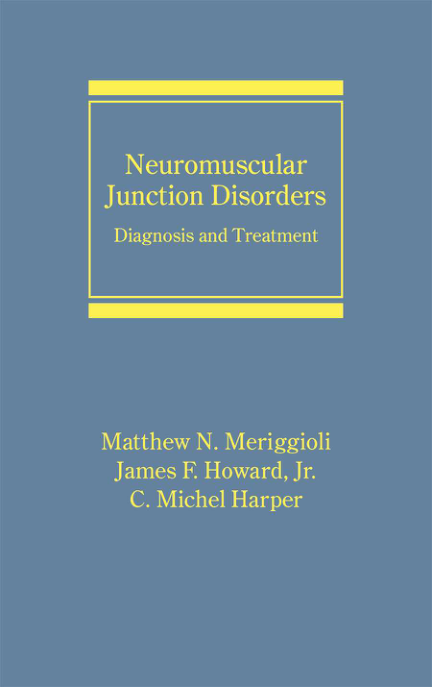 Neuromuscular
Junction Disorders
Diagnosis and Treatment
Matthew N. Meriggioli
James F. Howard, Jr.
C. Michel Harper